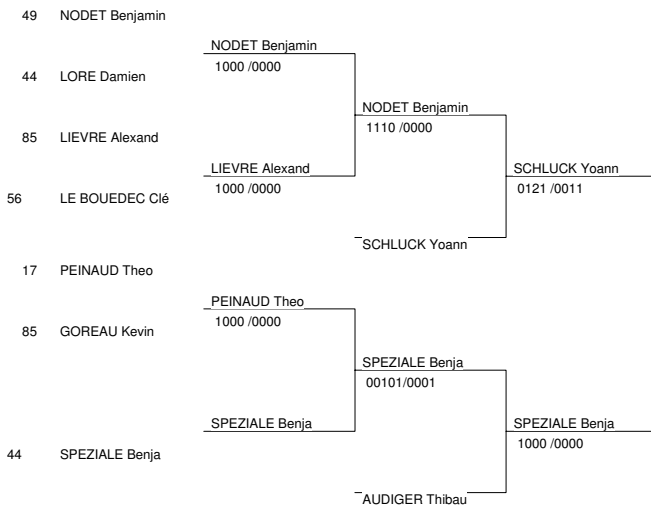 49 NODET Benjamin
NODET Benjamin
1000 /0000
44 LORE Damien
NODET Benjamin
1110 /0000
85 LIEVRE Alexand
LIEVRE Alexand
1000 /0000
SCHLUCK Yoann
0121 /0011
56 LE BOUEDEC Clé
SCHLUCK Yoann
17 PEINAUD Theo
PEINAUD Theo
1000 /0000
85 GOREAU Kevin
SPEZIALE Benja
00101/0001
SPEZIALE Benja
SPEZIALE Benja
1000 /0000
44 SPEZIALE Benja
AUDIGER Thibau